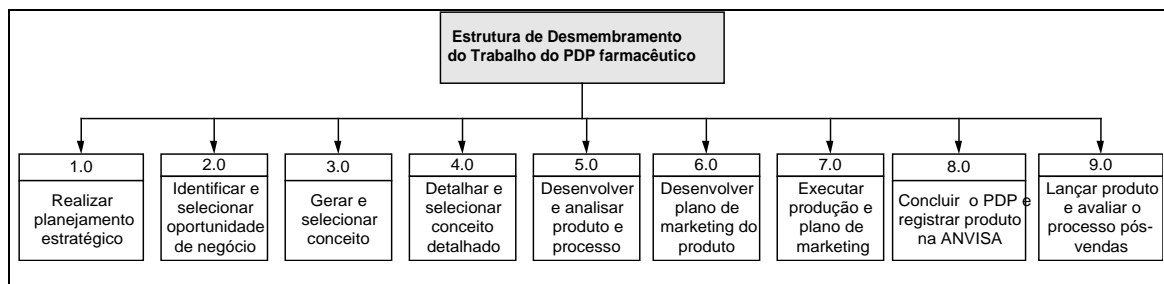 Estrutura de Desmembramento
do Trabalho do PDP farmacêutico
1.0
Realizar
planejamento
estratégico
2.0
Identificar e
selecionar
oportunidade
de negócio
3.0
Gerar e
selecionar
conceito
4.0
Detalhar e
selecionar
conceito
detalhado
5.0
Desenvolver
e analisar
produto e
processo
6.0
Desenvolver
plano de
marketing do
produto
7.0
Executar
produção e
plano de
marketing
8.0
Concluir o PDP e
registrar produto
na ANVISA
9.0
Lançar produto
e avaliar o
processo pós-
vendas